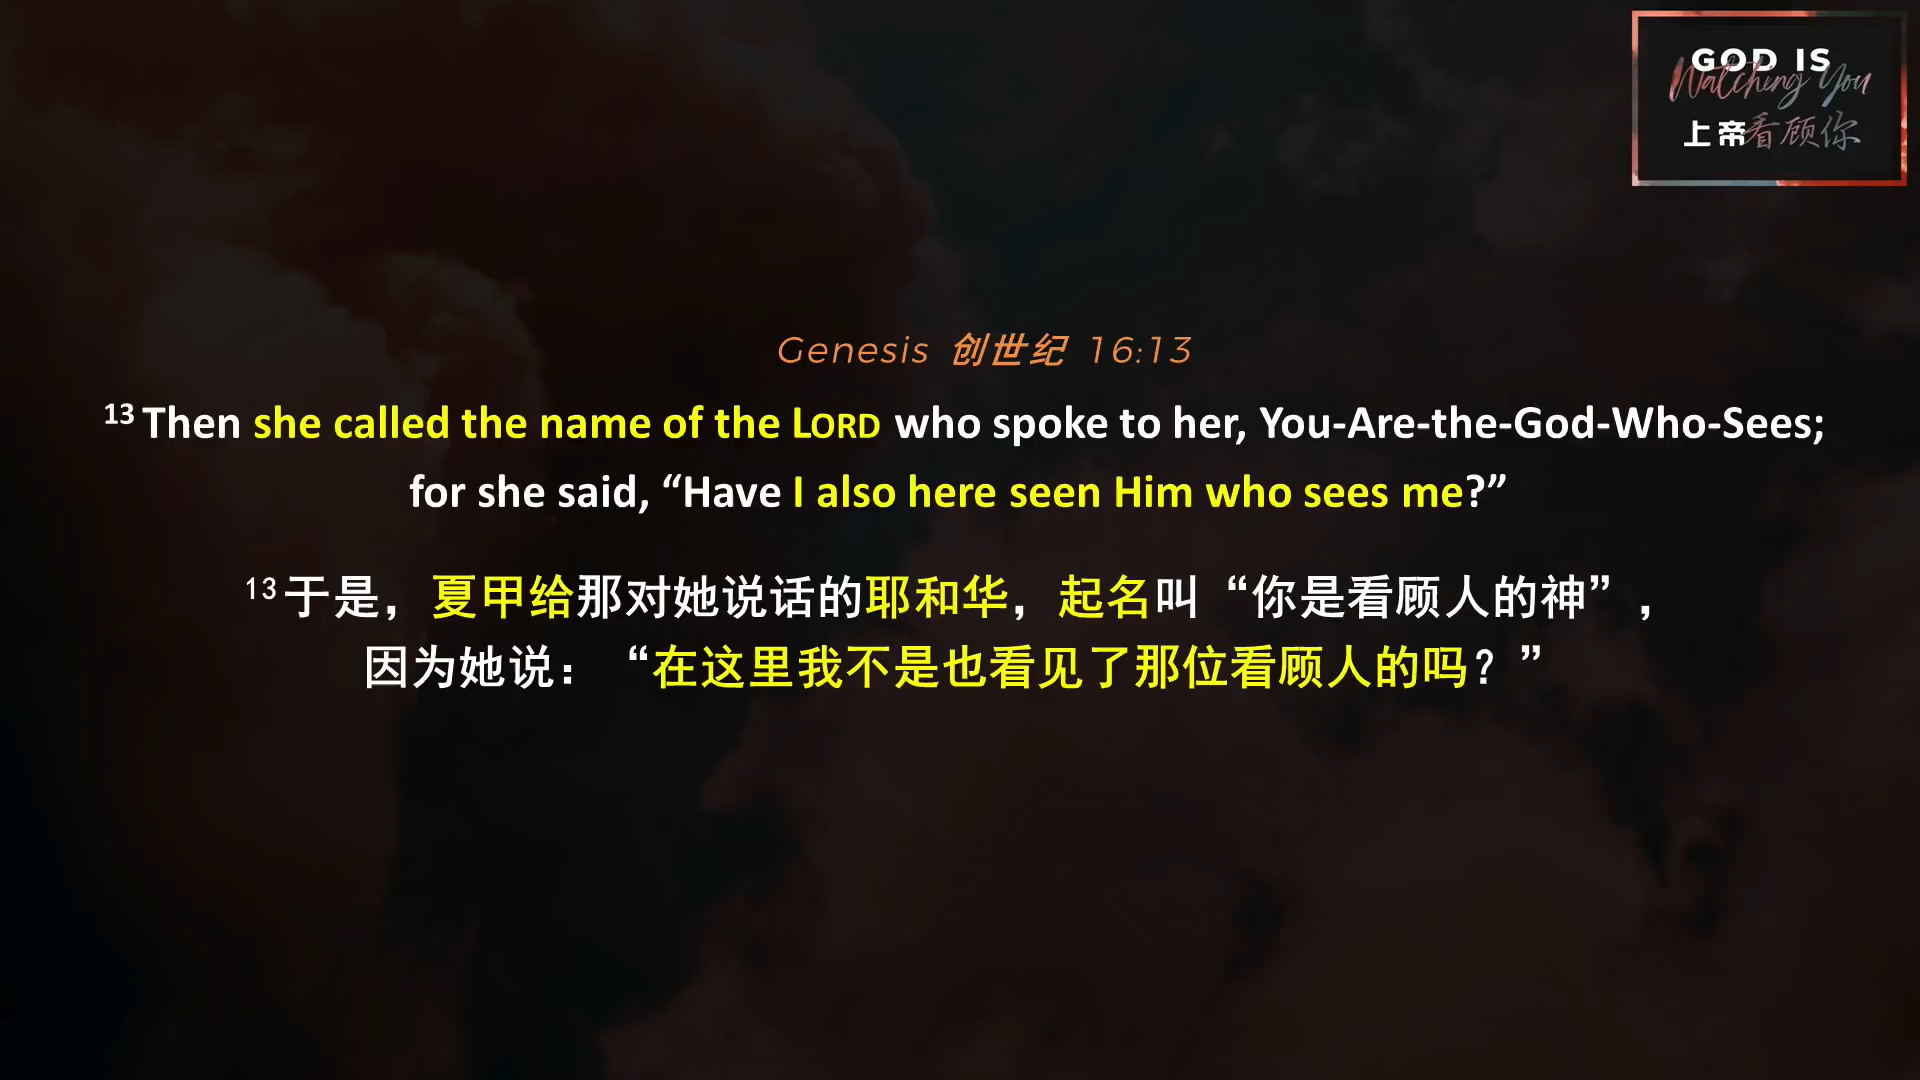 GOD IS
Watching You
上帝看顾你
Genesis 创世纪 16:13
13 Then she called the name of the LORD who spoke to her, You-Are-the-God-Who-Sees;
for she said, “Have I also here seen Him who sees me?”
13 于是，夏甲给那对她说话的耶和华，起名叫“你是看顾人的神”，
因为她说：“在这里我不是也看见了那位看顾人的吗？”